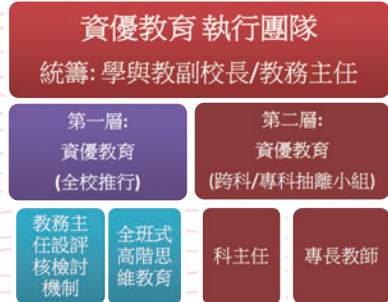 資優教育 執行團隊
統籌: 學與教副校長/教務主任
第一層:
資優教育
(全校推行)
第二層:
資優教育
(跨科/專科抽離小組)
教務主
任設評
核檢討
機制
全班式
高階思
維教育
科主任
專長教師